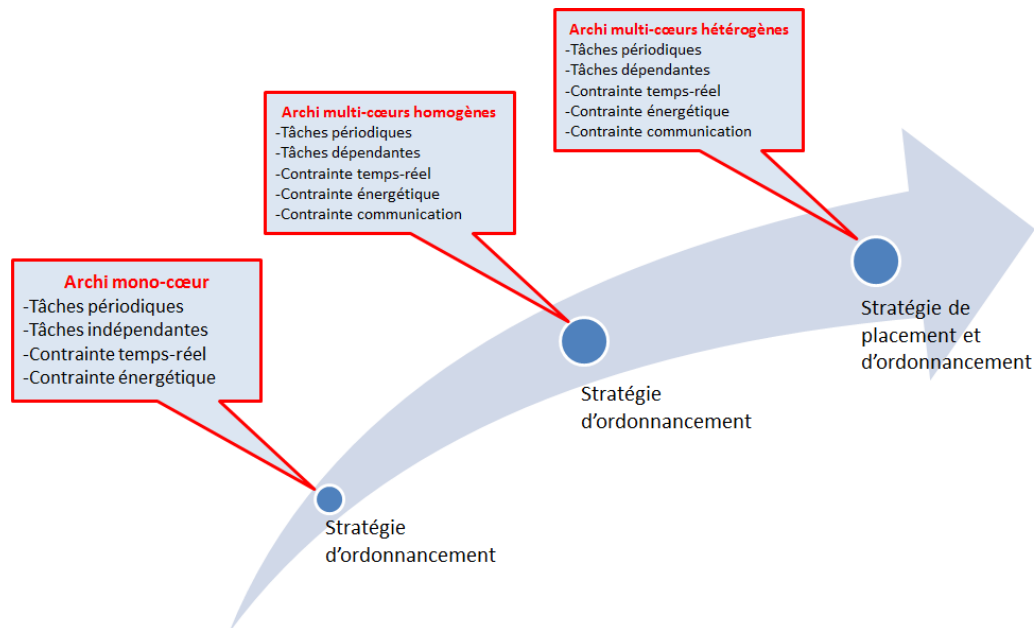 Archi mono-cœur
-Tâches périodiques
-Tâches indépendantes
-Contrainte temps-réel
-Contrainte énergétique
Stratégie
d'ordonnancement
Archi multi-cœurs homogènes
-Tâches périodiques
-Tâches dépendantes
-Contrainte temps-réel
-Contrainte énergétique
-Contrainte communication
Stratégie
d'ordonnancement
Archi multi-cœurs hétérogènes
-Tâches périodiques
-Tâches dépendantes
-Contrainte temps-réel
-Contrainte énergétique
-Contrainte communication
Stratégie de
placement et
d'ordonnancement